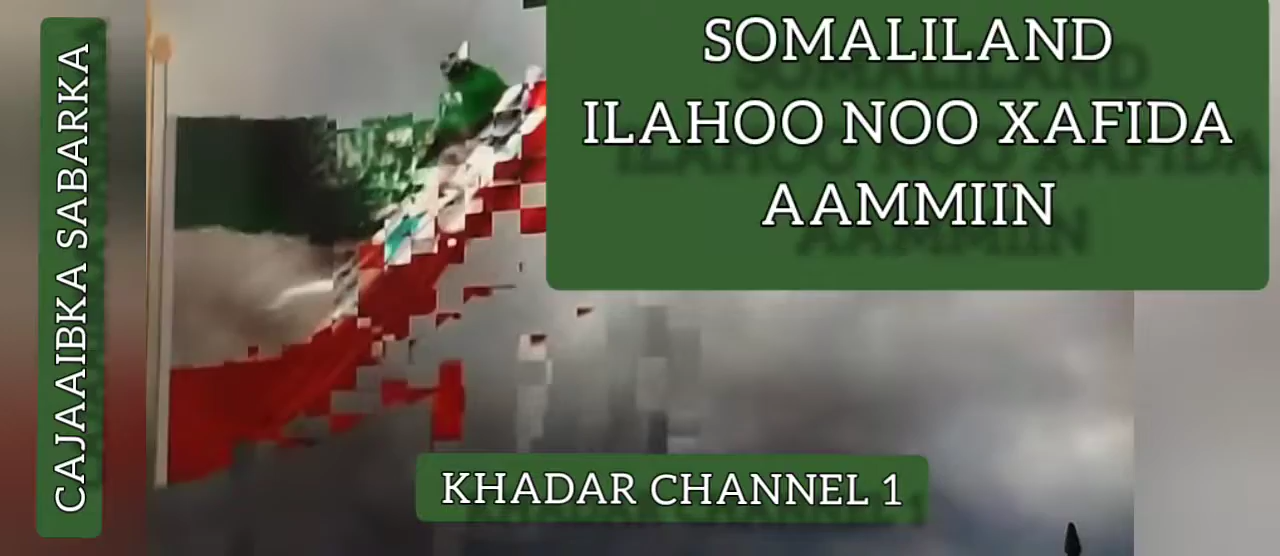 CAJAAIBKA SABARKA
SOMALILAND
ILAHOO NOO XAFIDA
AAMMIIN
KHADAR CHANNEL 1